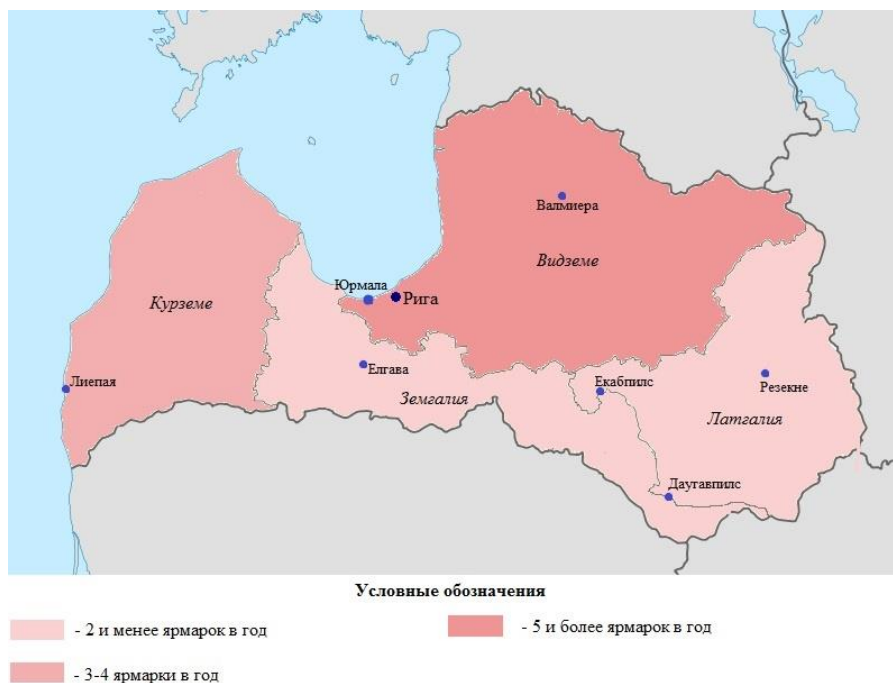 Валмиера
Видземе
Юрмала
Рига
Курземе
Лиепая
Елгава
Земгалия
Екабпилс
Резекне
Латгалия
Даугавпилс
Условные обозначения
- 2 и менее ярмарок в год
- 5 и более ярмарок в год
- 3-4 ярмарки в год